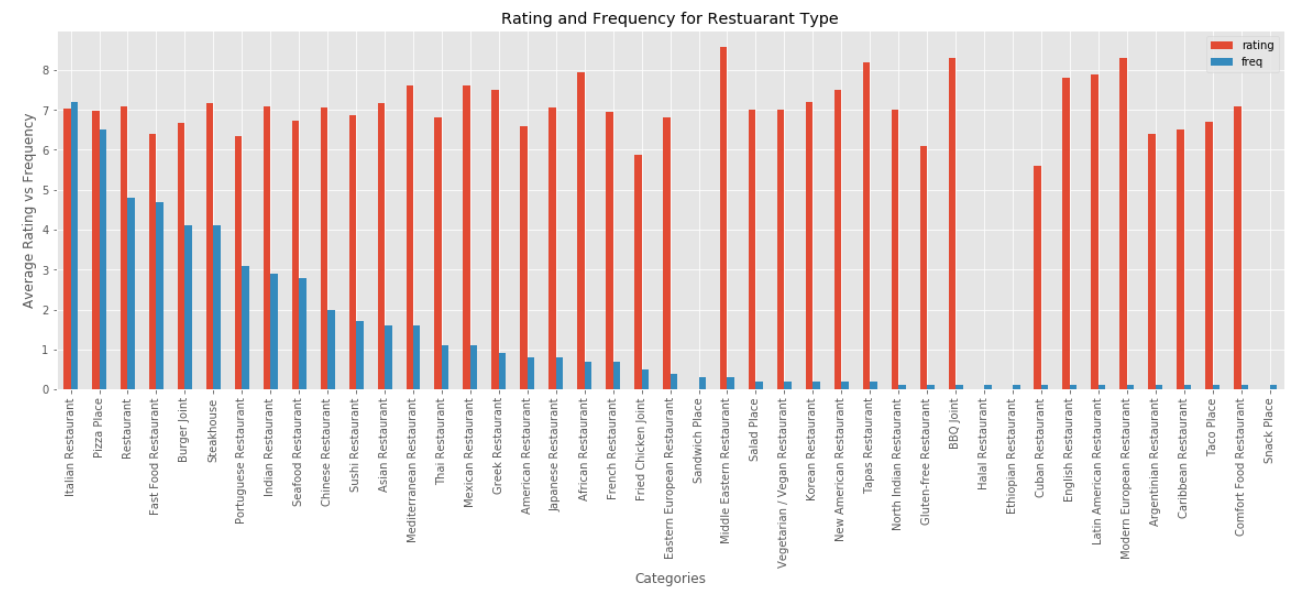 Rating and Frequency for Restuarant Type
rating
freq
Average Rating vs Frequency
8
7
6
5
4
3
2
1
0
Italian Restaurant
Pizza Place
Restaurant
Fast Food Restaurant
Burger Joint
Steakhouse
Portuguese Restaurant
Indian Restaurant
Seafood Restaurant
Chinese Restaurant
Sushi Restaurant
Asian Restaurant
Mediterranean Restaurant
Thai Restaurant
Mexican Restaurant
Greek Restaurant
American Restaurant
Japanese Restaurant
African Restaurant
French Restaurant
Fried Chicken Joint
Eastern European Restaurant
Sandwich Place
Middle Eastern Restaurant
Salad Place
Vegetarian / Vegan Restaurant
Korean Restaurant
New American Restaurant
Tapas Restaurant
North Indian Restaurant
Gluten-free Restaurant
BBQ Joint
Halal Restaurant
Ethiopian Restaurant
Cuban Restaurant
English Restaurant
Latin American Restaurant
Modern European Restaurant
Argentinian Restaurant
Caribbean Restaurant
Taco Place
Comfort Food Restaurant
Snack Place
Categories